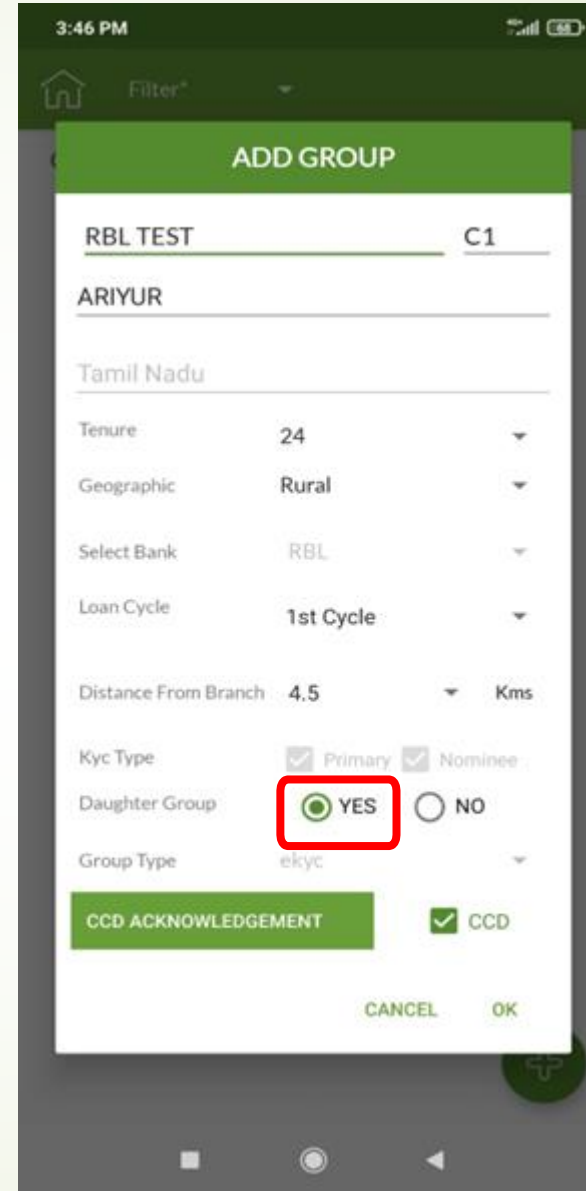 3:46 PM 68
Filter*
ADD GROUP
RBL TEST C1
ARIYUR
Tamil Nadu
Tenure 24
Geographic Rural
Select Bank RBL
Loan Cycle 1st Cycle
Distance From Branch 4.5 Kms
Kyc Type Primary Nominee
Daughter Group YES NO
Group Type ekyc
CCD ACKNOWLEDGEMENT CCD
CANCEL OK